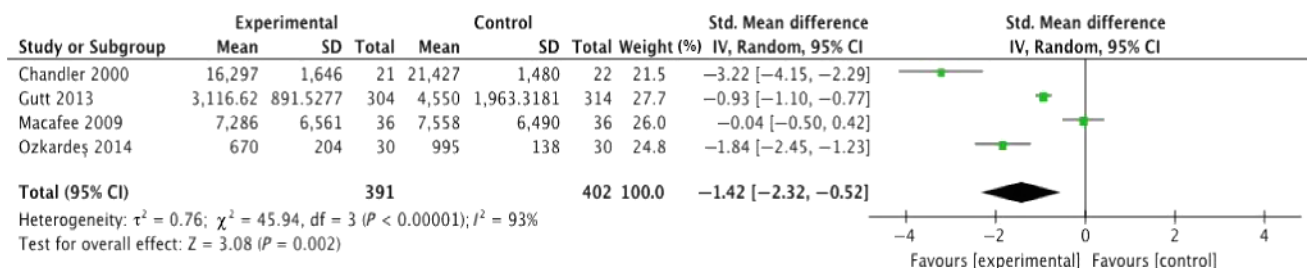 Experimental Control Std. Mean difference Std. Mean difference
Study or Subgroup Mean SD Total Mean SD Total Weight (%) IV, Random, 95% CI IV, Random, 95% CI
Chandler 2000 16,297 1,646 21 21,427 1,480 22 21.5 −3.22 [−4.15, −2.29]
Gutt 2013 3,116.62 891.5277 304 4,550 1,963.3181 314 27.7 −0.93 [−1.10, −0.77]
Macafee 2009 7,286 6,561 36 7,558 6,490 36 26.0 −0.04 [−0.50, 0.42]
Ozkardeş 2014 670 204 30 995 138 30 24.8 −1.84 [−2.45, −1.23]
Total (95% CI) 391 402 100.0 −1.42 [−2.32, −0.52]
Heterogeneity: τ² = 0.76; χ² = 45.94, df = 3 (P < 0.00001); I² = 93%
Test for overall effect: Z = 3.08 (P = 0.002)
−4 −2 0 2 4
Favours [experimental] Favours [control]